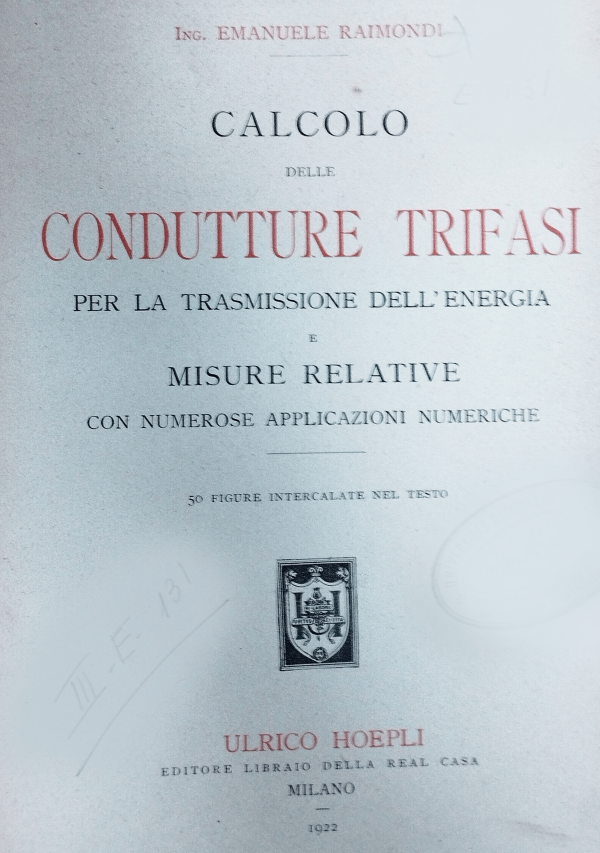 Ing. EMANUELE RAIMONDI
CALCOLO
DELLE
CONDUTTURE TRIFASI
PER LA TRASMISSIONE DELL'ENERGIA
E
MISURE RELATIVE
CON NUMEROSE APPLICAZIONI NUMERICHE
50 FIGURE INTERCALATE NEL TESTO
III-E-131
ULRICO HOEPLI
EDITORE LIBRAIO DELLA REAL CASA
MILANO
1922